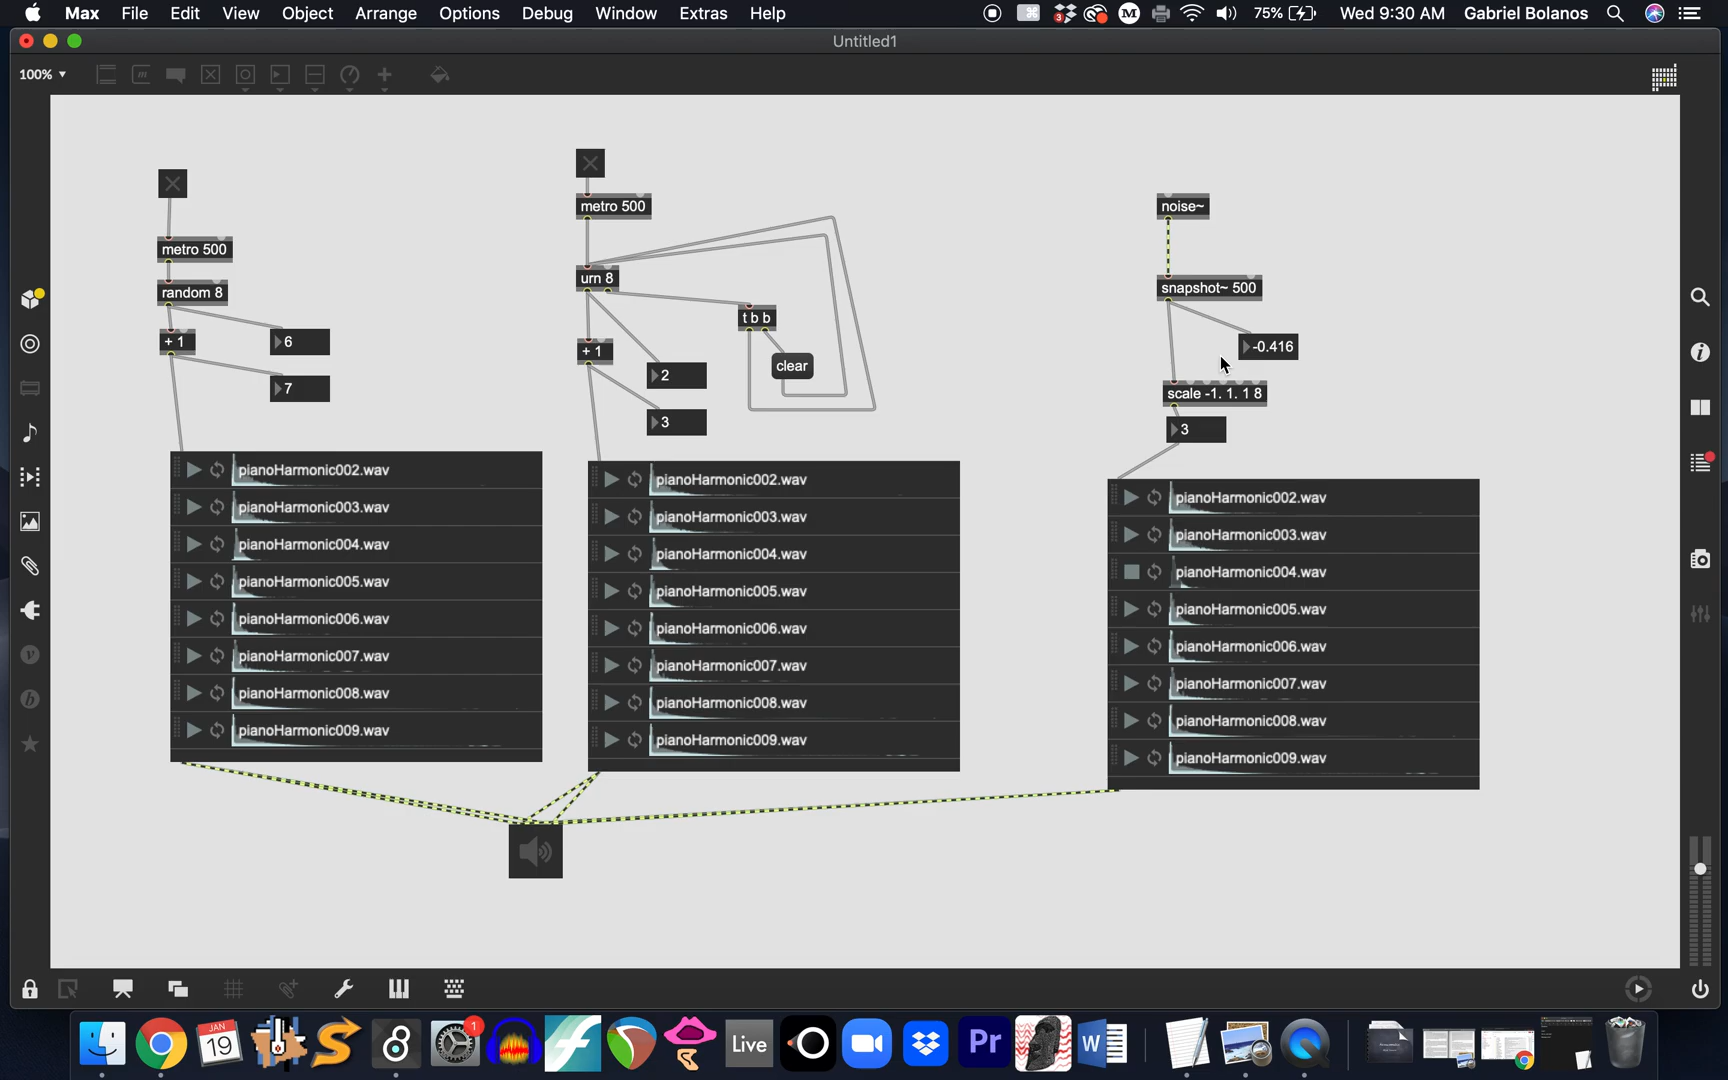 Max File Edit View Object Arrange Options Debug Window Extras Help
3 M 75% Wed 9:30 AM Gabriel Bolanos
Untitled1
100%
metro 500
random 8
+ 1
6
7
metro 500
urn 8
t b b
+ 1
clear
2
3
noise~
snapshot~ 500
-0.416
scale -1. 1. 1 8
3
pianoHarmonic002.wav
pianoHarmonic003.wav
pianoHarmonic004.wav
pianoHarmonic005.wav
pianoHarmonic006.wav
pianoHarmonic007.wav
pianoHarmonic008.wav
pianoHarmonic009.wav
pianoHarmonic002.wav
pianoHarmonic003.wav
pianoHarmonic004.wav
pianoHarmonic005.wav
pianoHarmonic006.wav
pianoHarmonic007.wav
pianoHarmonic008.wav
pianoHarmonic009.wav
pianoHarmonic002.wav
pianoHarmonic003.wav
pianoHarmonic004.wav
pianoHarmonic005.wav
pianoHarmonic006.wav
pianoHarmonic007.wav
pianoHarmonic008.wav
pianoHarmonic009.wav
JAN
19
8
1
Live
Pr
W